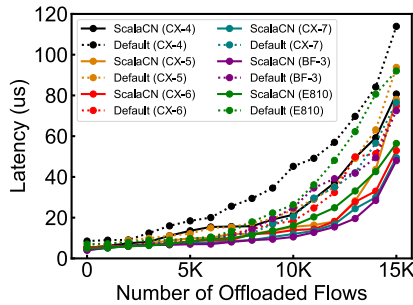 120
100
80
60
40
20
0
Latency (us)
ScalaCN (CX-4)
Default (CX-4)
ScalaCN (CX-5)
Default (CX-5)
ScalaCN (CX-6)
Default (CX-6)
ScalaCN (CX-7)
Default (CX-7)
ScalaCN (BF-3)
Default (BF-3)
ScalaCN (E810)
Default (E810)
0 5K 10K 15K
Number of Offloaded Flows